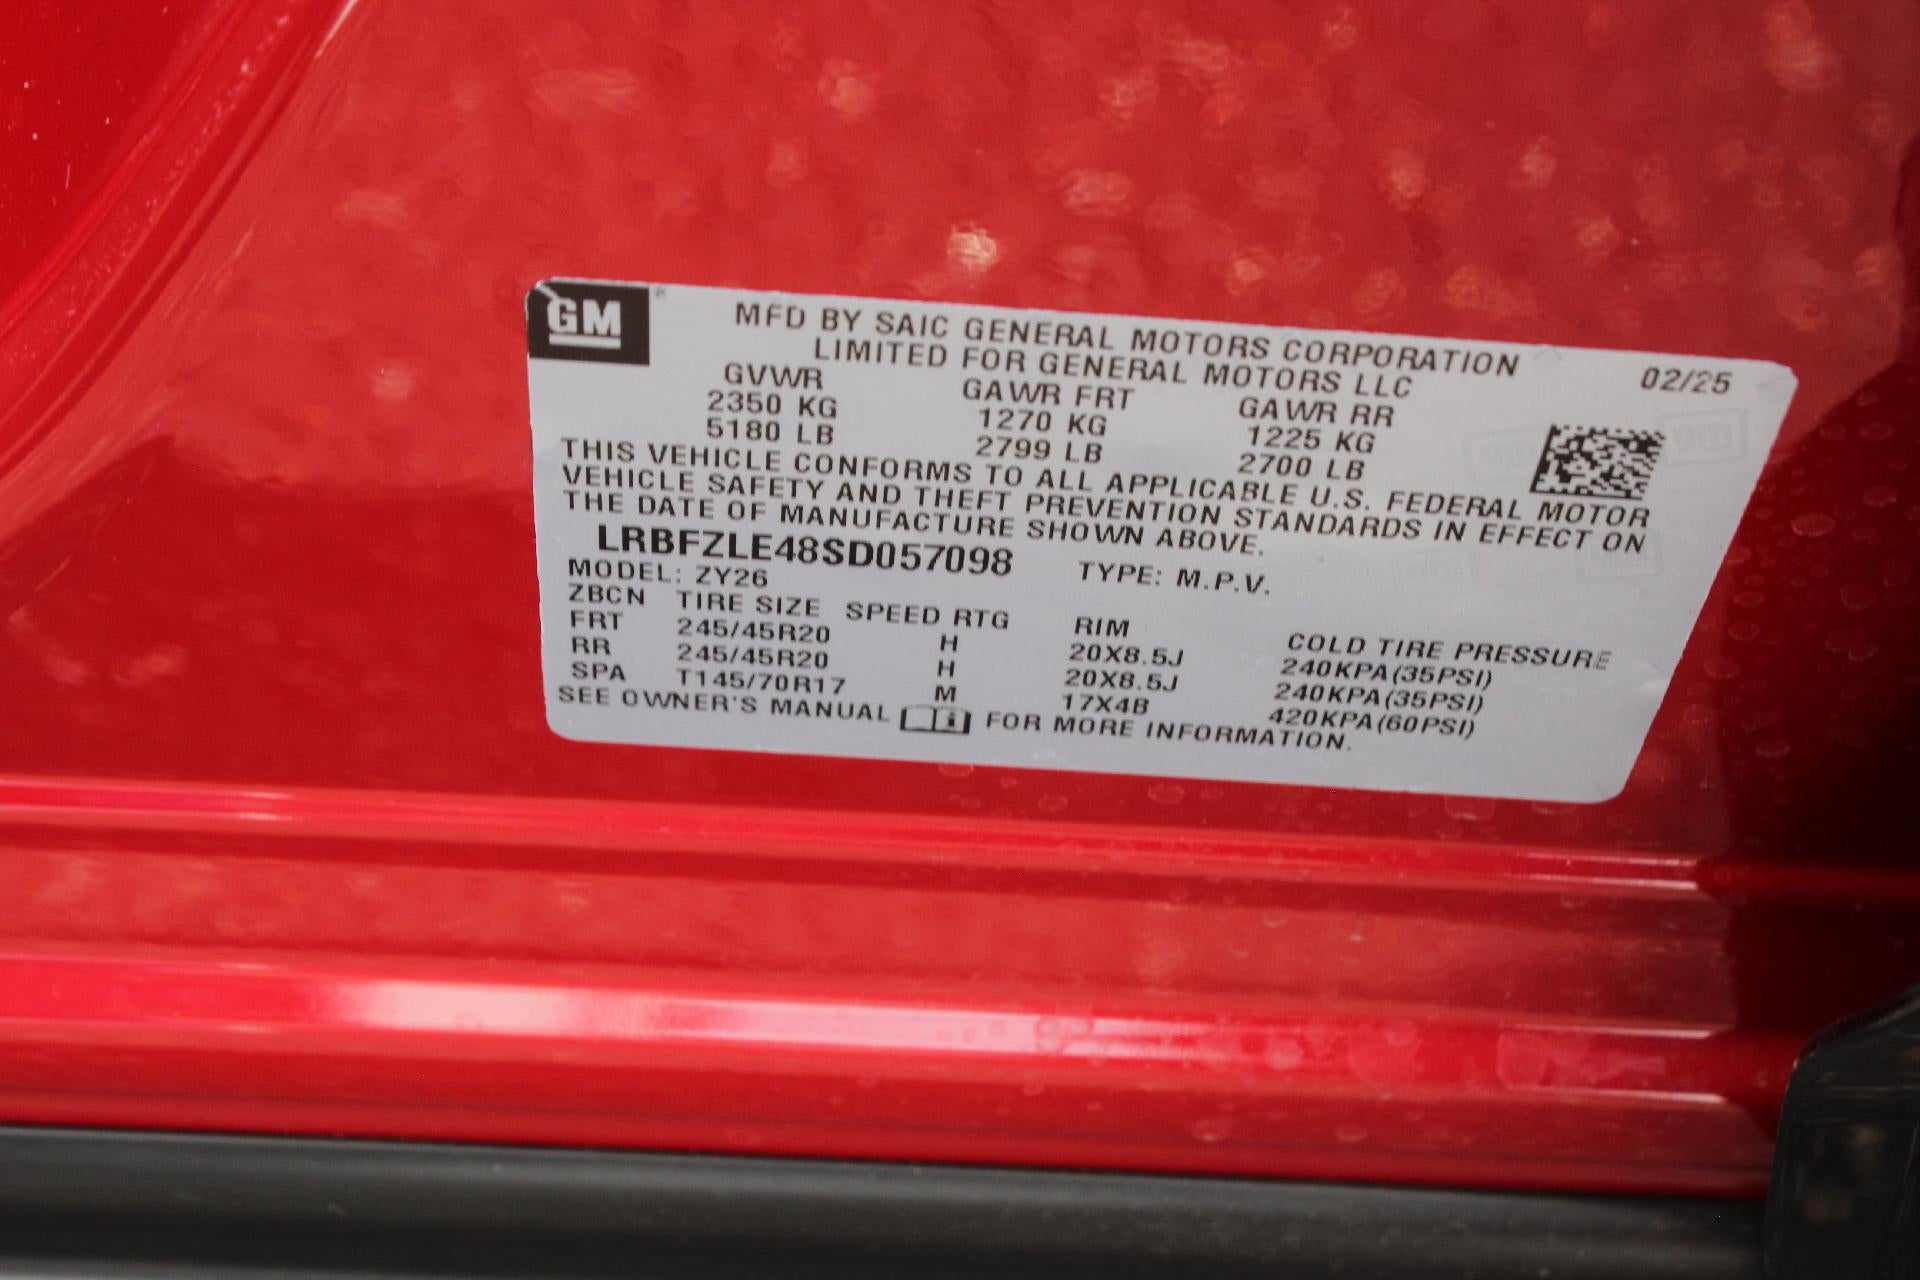 GM
MFD BY SAIC GENERAL MOTORS CORPORATION
LIMITED FOR GENERAL MOTORS LLC
02/25
GVWR GAWR FRT GAWR RR
2350 KG 1270 KG 1225 KG
5180 LB 2799 LB 2700 LB
THIS VEHICLE CONFORMS TO ALL APPLICABLE U.S. FEDERAL MOTOR
VEHICLE SAFETY AND THEFT PREVENTION STANDARDS IN EFFECT ON
THE DATE OF MANUFACTURE SHOWN ABOVE.
LRBFZLE48SD057098 TYPE: M.P.V.
MODEL: ZY26
ZBCN TIRE SIZE SPEED RTG RIM COLD TIRE PRESSURE
FRT 245/45R20 H 20X8.5J 240KPA(35PSI)
RR 245/45R20 H 20X8.5J 240KPA(35PSI)
SPA T145/70R17 M 17X4B 420KPA(60PSI)
SEE OWNER'S MANUAL FOR MORE INFORMATION.